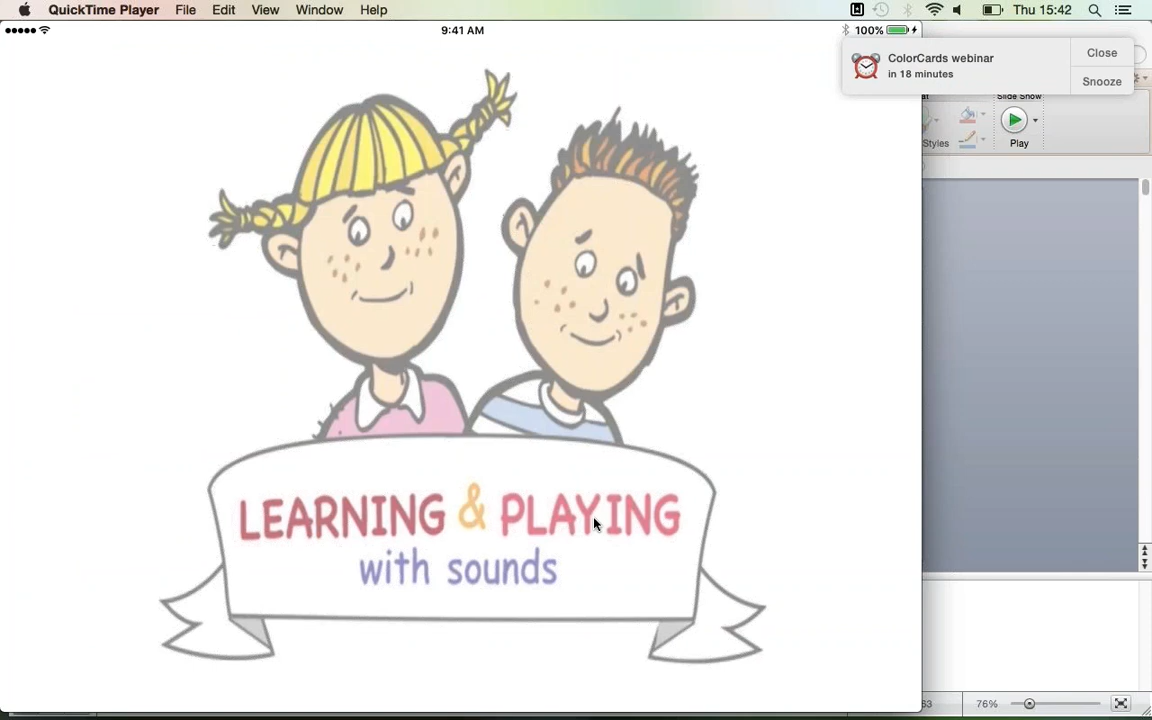 QuickTime Player File Edit View Window Help Thu 15:42
9:41 AM 100%
ColorCards webinar
in 18 minutes
Close
Snooze
Slide Show
Styles
Play
LEARNING & PLAYING
with sounds
76%